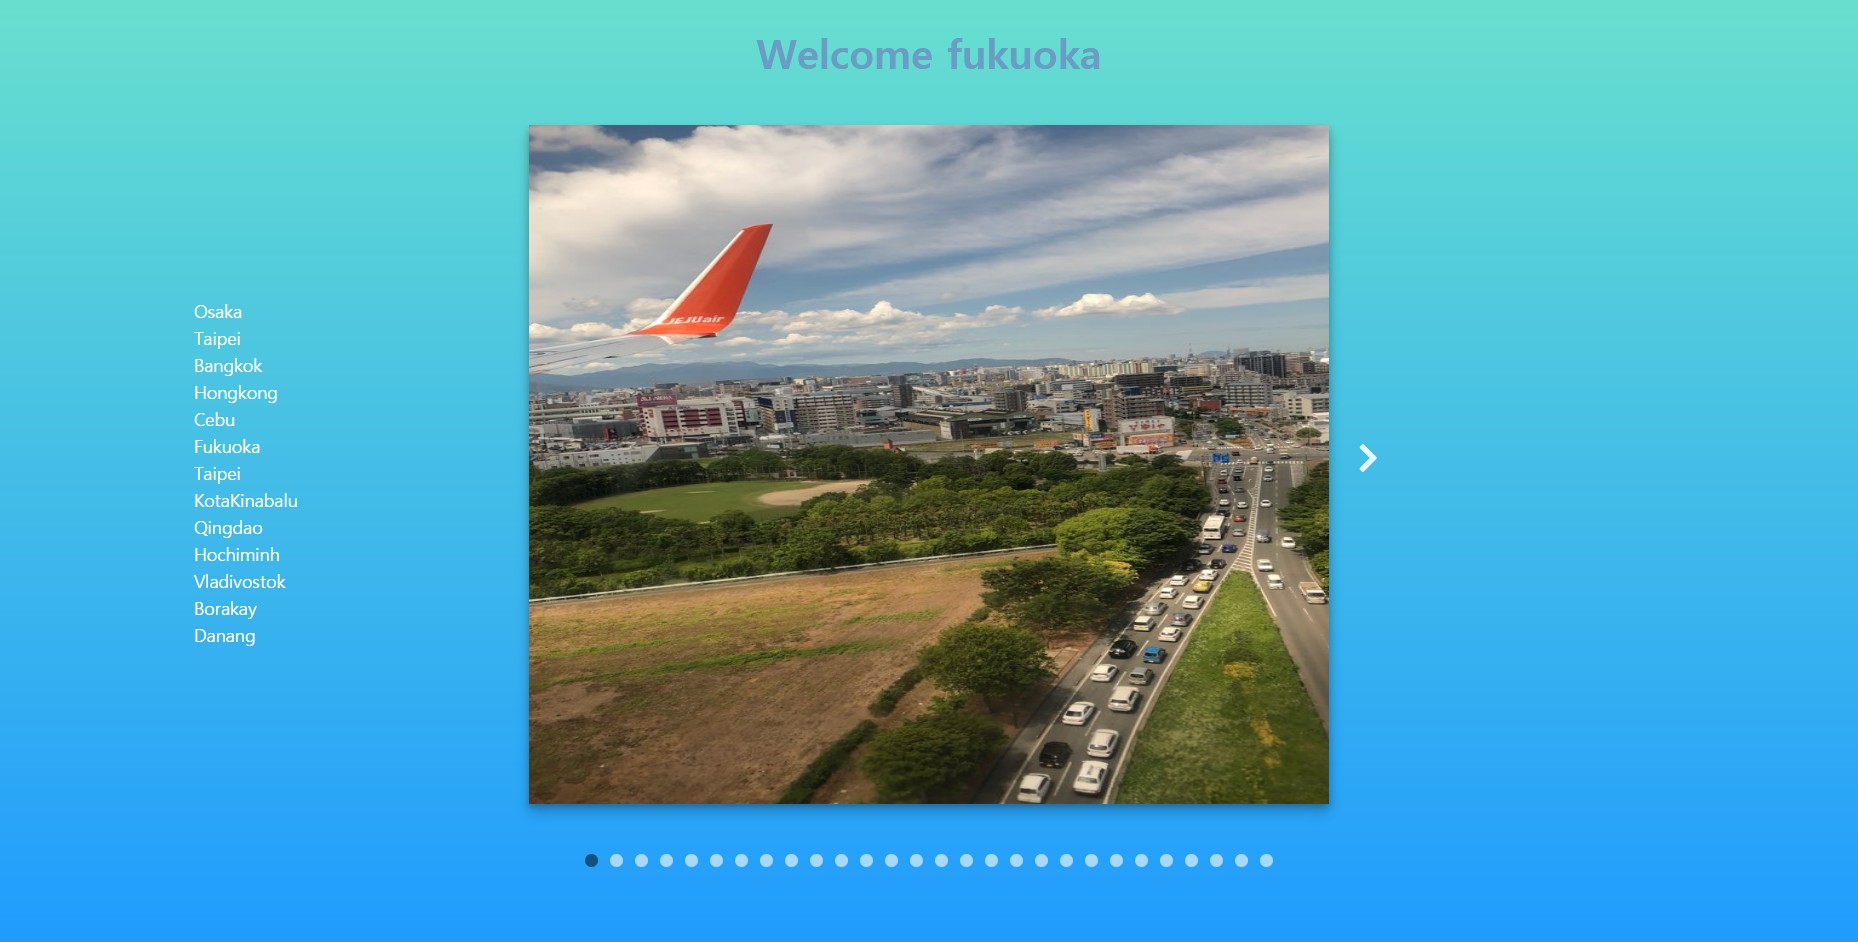 Welcome fukuoka
JEJUair
Osaka
Taipei
Bangkok
Hongkong
Cebu
Fukuoka
Taipei
KotaKinabalu
Qingdao
Hochiminh
Vladivostok
Borakay
Danang